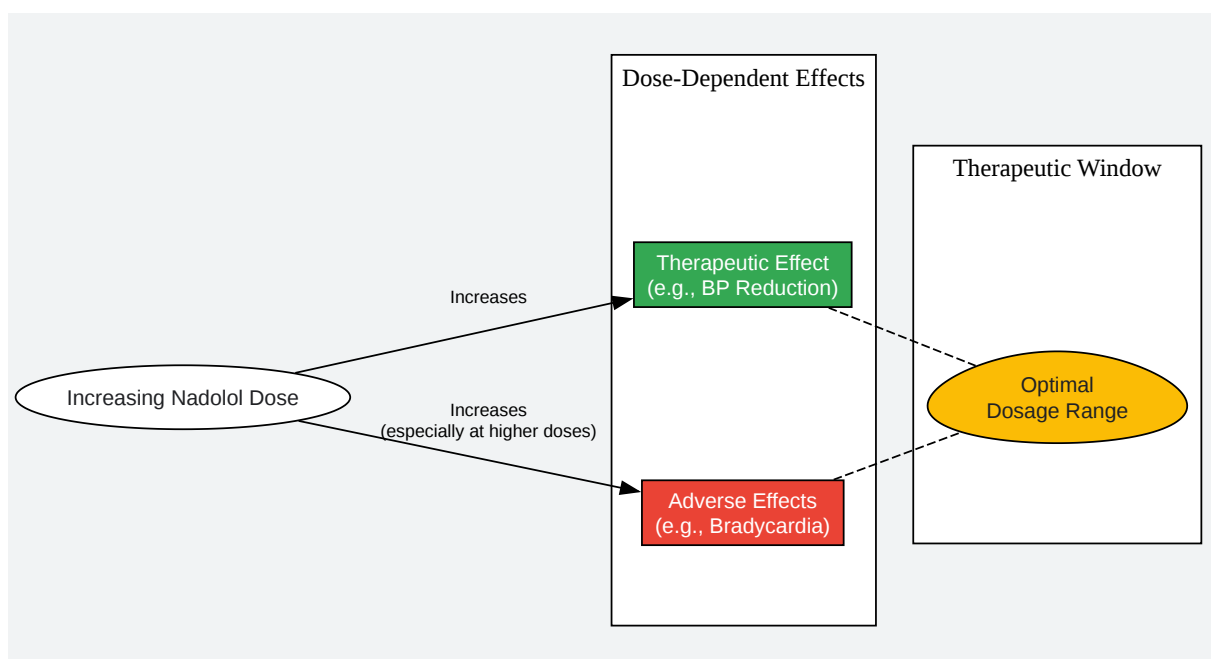 Dose-Dependent Effects
Therapeutic Window
Therapeutic Effect
(e.g., BP Reduction)
Increases
Increasing Nadolol Dose
Increases
(especially at higher doses)
Optimal
Dosage Range
Adverse Effects
(e.g., Bradycardia)